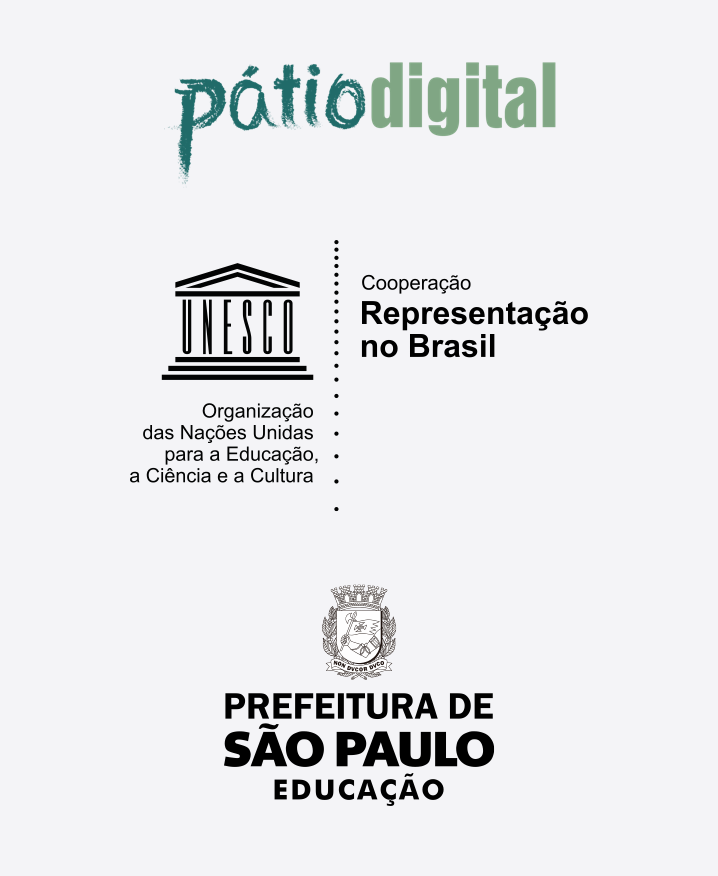 pátiodigital
UNESCO
Organização
das Nações Unidas
para a Educação,
a Ciência e a Cultura
Cooperação
Representação
no Brasil
NON DVCOR DVCO
PREFEITURA DE
SÃO PAULO
EDUCAÇÃO